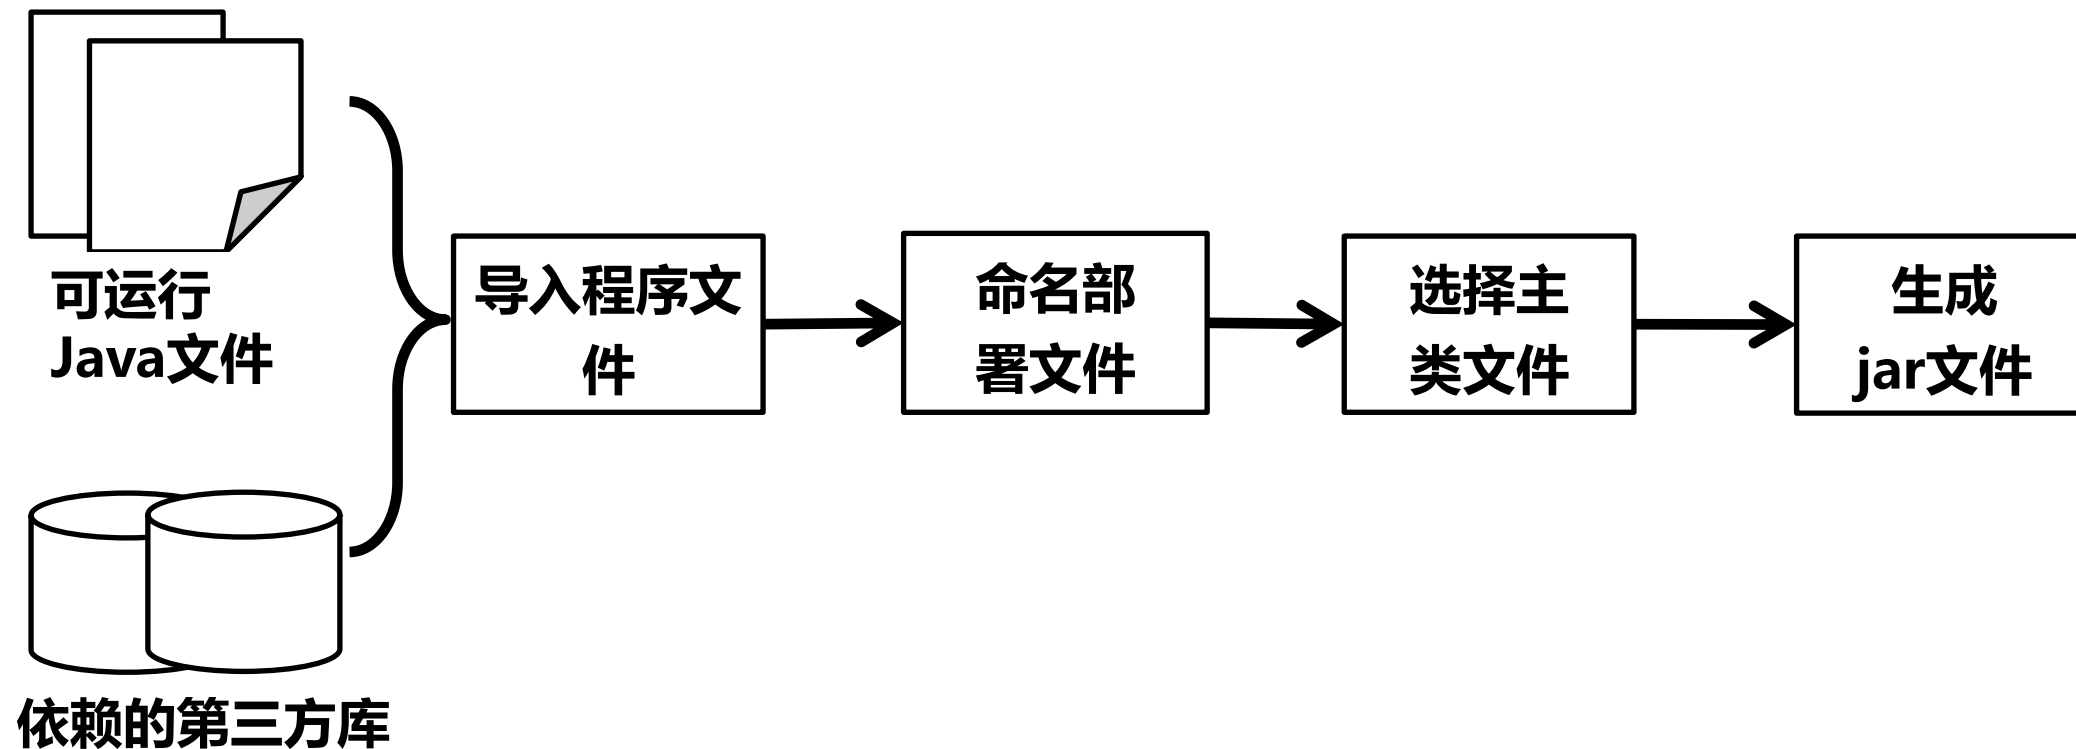 可运行
Java文件
导入程序文
件
命名部
署文件
选择主
类文件
生成
jar文件
依赖的第三方库